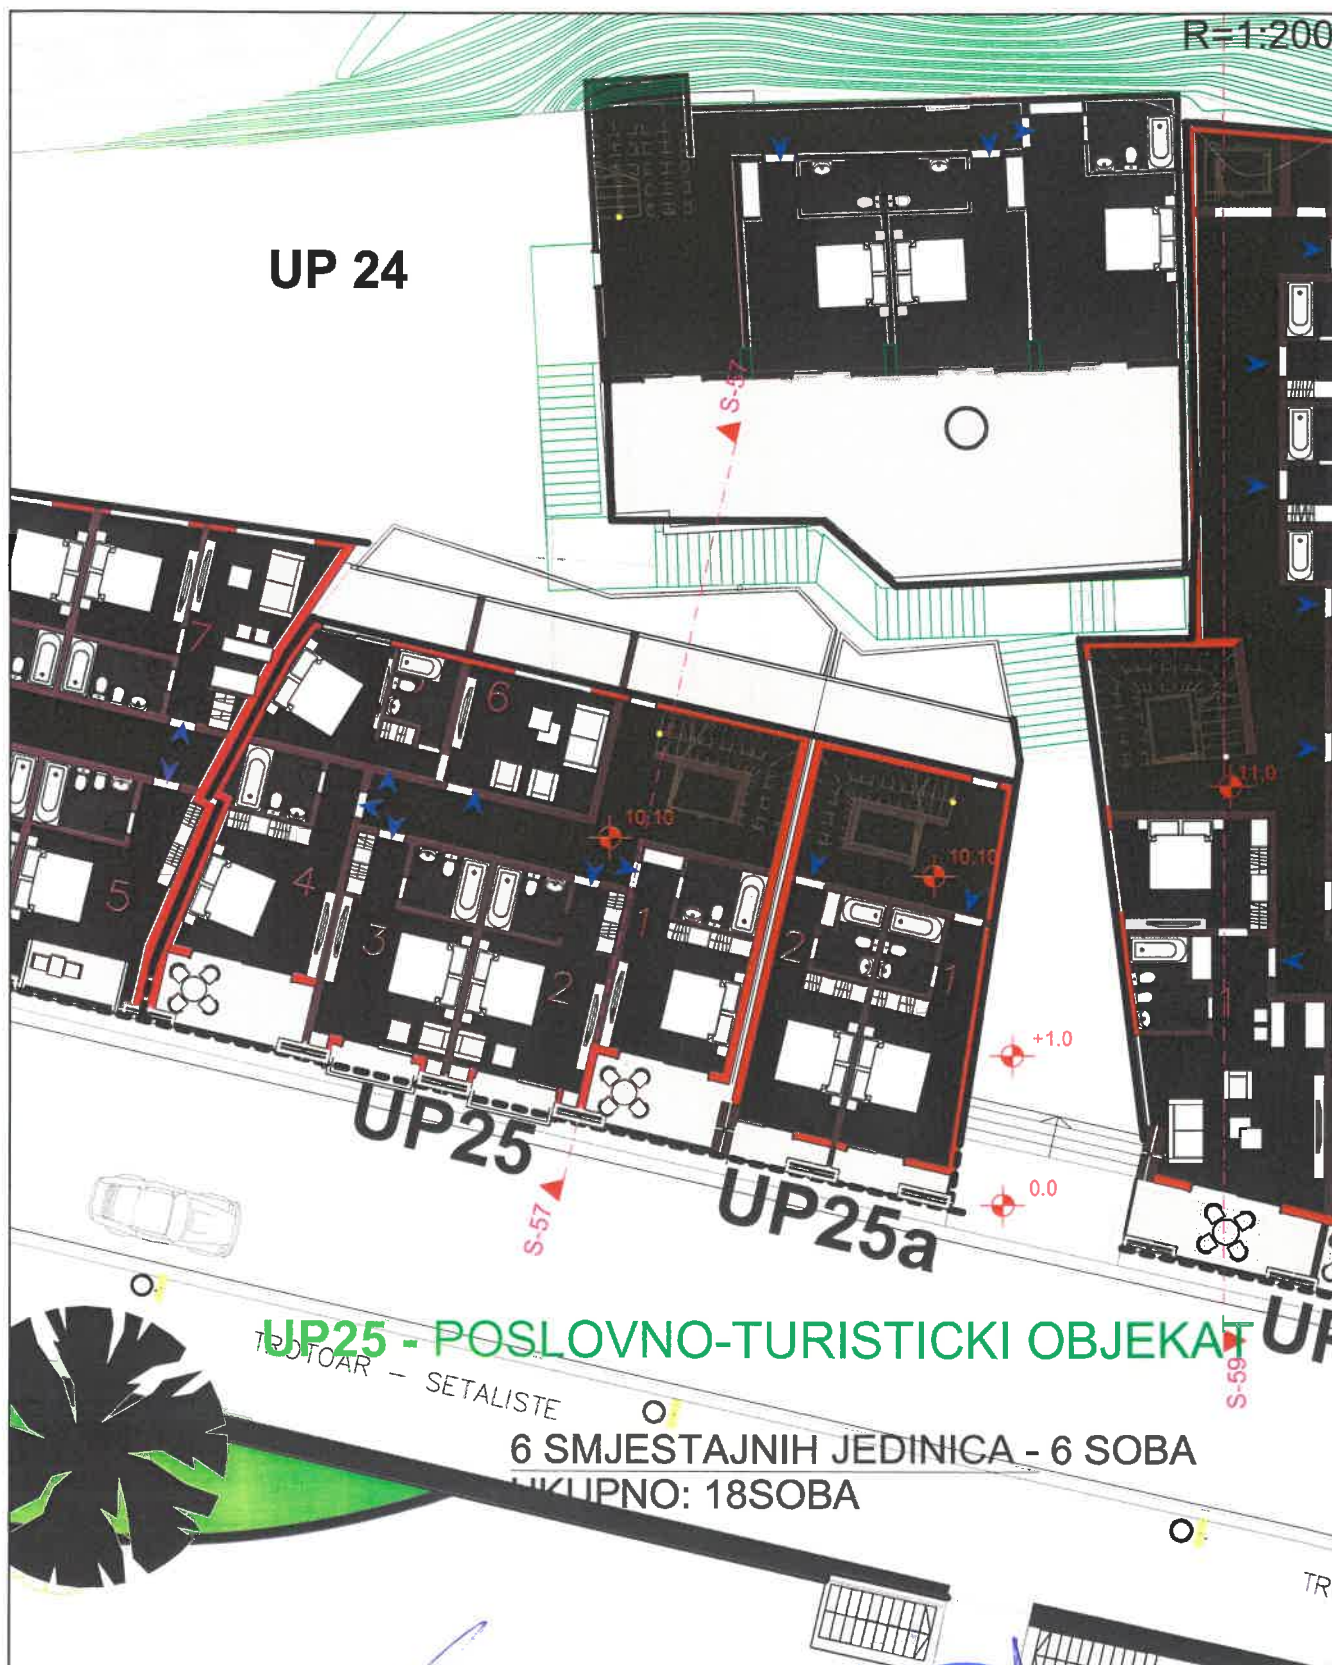 R=1:200
UP 24
S-57
7
6
10.10
11.0
10.10
5
4
3
2
1
2
1
1
+1.0
UP25
0.0
UP25a
S-57
UP
UP25 - POSLOVNO-TURISTICKI OBJEKAT
TROTOAR - SETALISTE
S-59
6 SMJESTAJNIH JEDINICA - 6 SOBA
UKUPNO: 18SOBA
TR